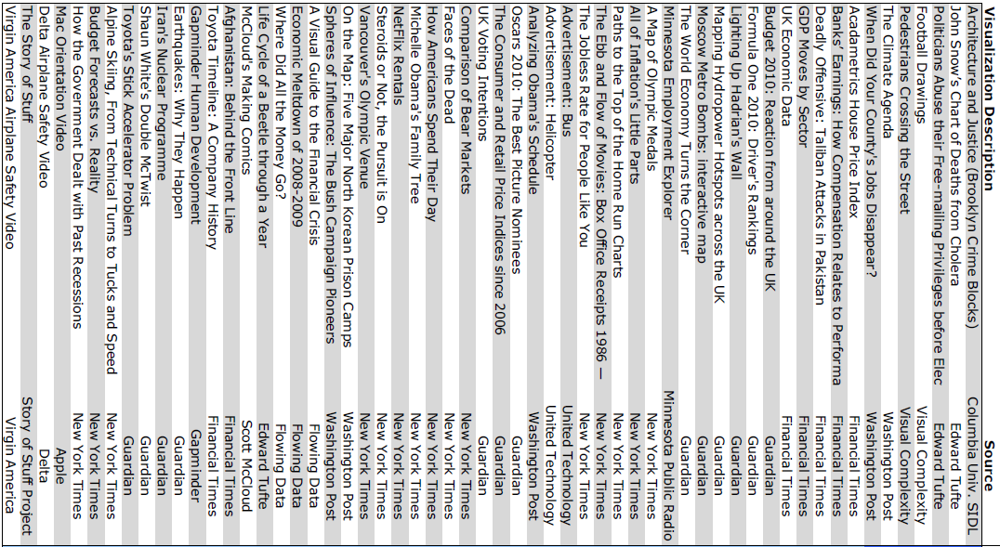 Visualization Description Source
Architecture and Justice (Brooklyn Crime Blocks) Columbia Univ. SIDL
John Snow's Chart of Deaths from Cholera Edward Tufte
Politicians Abuse their Free-mailing Privileges before Elec Edward Tufte
Football Drawings Visual Complexity
Pedestrians Crossing the Street Visual Complexity
The Climate Agenda Washington Post
When Did Your County's Jobs Disappear? Washington Post
Acadametrics House Price Index Financial Times
Banks' Earnings: How Compensation Relates to Performa Financial Times
Deadly Offensive: Taliban Attacks in Pakistan Financial Times
GDP Moves by Sector Financial Times
UK Economic Data Financial Times
Budget 2010: Reaction from around the UK Guardian
Formula One 2010: Driver's Rankings Guardian
Lighting Up Hadrian's Wall Guardian
Mapping Hydropower Hotspots across the UK Guardian
Moscow Metro Bombs: interactive map Guardian
The World Economy Turns the Corner Guardian
Minnesota Employment Explorer Minnesota Public Radio
A Map of Olympic Medals New York Times
All of Inflation's Little Parts New York Times
Paths to the Top of the Home Run Charts New York Times
The Ebb and Flow of Movies: Box Office Receipts 1986 — New York Times
The Jobless Rate for People Like You New York Times
Advertisement: Bus United Technology
Advertisement: Helicopter United Technology
Analyzing Obama's Schedule Washington Post
Oscars 2010: The Best Picture Nominees Guardian
The Consumer and Retail Price Indices since 2006 Guardian
UK Voting Intentions Guardian
Comparison of Bear Markets New York Times
Faces of the Dead New York Times
How Americans Spend Their Day New York Times
Michelle Obama's Family Tree New York Times
NetFlix Rentals New York Times
Steroids or Not, the Pursuit is On New York Times
Vancouver's Olympic Venue New York Times
On the Map: Five Major North Korean Prison Camps Washington Post
Spheres of Influence: The Bush Campaign Pioneers Washington Post
A Visual Guide to the Financial Crisis Flowing Data
Economic Meltdown of 2008-2009 Flowing Data
Where Did All the Money Go? Flowing Data
Life Cycle of a Beetle through a Year Edward Tufte
McCloud's Making Comics Scott McCloud
Afghanistan: Behind the Front Line Financial Times
Toyota Timeline: A Company History Financial Times
Gapminder Human Development Gapminder
Earthquakes: Why They Happen Guardian
Iran's Nuclear Programme Guardian
Shaun White's Double McTwist Guardian
Toyota's Stick Accelerator Problem Guardian
Alpine Skiing, From Technical Turns to Tucks and Speed New York Times
Budget Forecasts vs. Reality New York Times
How the Government Dealt with Past Recessions New York Times
Mac Orientation Video Apple
Delta Airplane Safety Video Delta
The Story of Stuff Story of Stuff Project
Virgin America Airplane Safety Video Virgin America